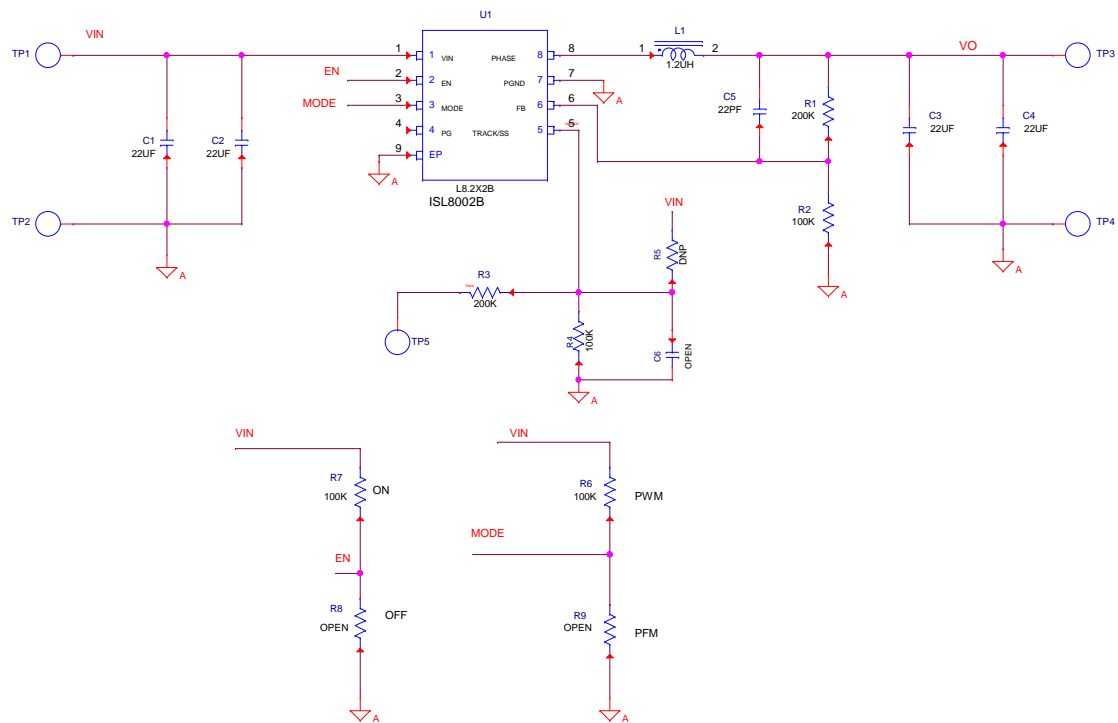 U1
TP1
VIN
1
1
VIN
PHASE
8
8
1
L1
2
1.2UH
VO
TP3
EN
2
2
EN
PGND
7
7
A
MODE
3
3
MODE
FB
6
6
C5
22PF
R1
200K
4
4
PG
TRACK/SS
5
5
C1
22UF
C2
22UF
C3
22UF
C4
22UF
9
EP
A
L8.2X2B
ISL8002B
TP2
VIN
R2
100K
TP4
A
R5
DNP
A
A
R3
200K
TP5
R4
100K
C6
OPEN
A
VIN
VIN
R7
100K
ON
R6
100K
PWM
MODE
EN
R8
OPEN
OFF
R9
OPEN
PFM
A
A